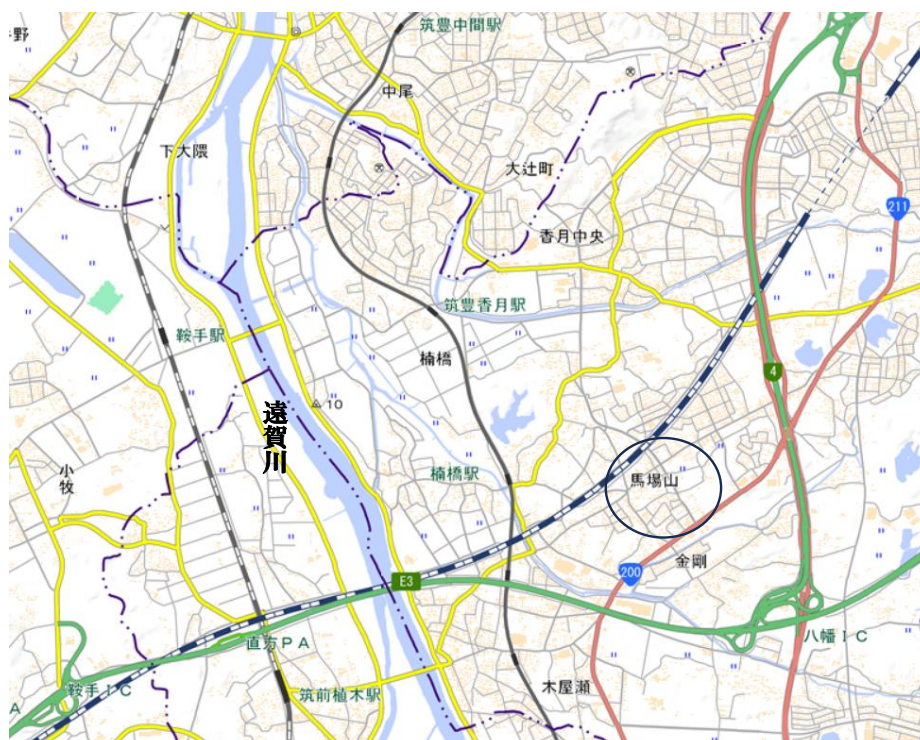 筑豊中間駅
野
中尾
下大隈
大辻町
211
香月中央
筑豊香月駅
鞍手駅
楠橋
4
遠賀川
10
小牧
楠橋駅
馬場山
金剛
200
E3
直方PA
八幡IC
鞍手IC
A
筑前植木駅
木屋瀬